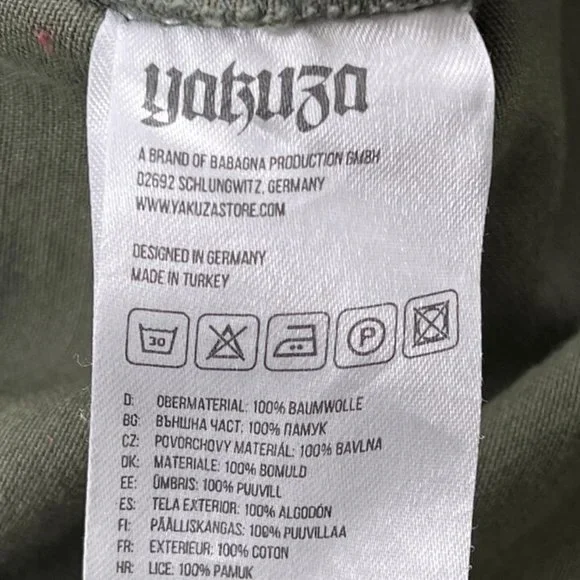 yakuza
A BRAND OF BABAGNA PRODUCTION GMBH
02692 SCHLUNGWITZ, GERMANY
WWW.YAKUZASTORE.COM
DESIGNED IN GERMANY
MADE IN TURKEY
30 P
D: OBERMATERIAL: 100% BAUMWOLLE
BG: ВЪНШНА ЧАСТ: 100% ПАМУК
CZ: POVORCHOVÝ MATERIÁL: 100% BAVLNA
DK: MATERIALE: 100% BOMULD
EE: ÜMBRIS: 100% PUUVILL
ES: TELA EXTERIOR: 100% ALGODÓN
FI: PÄÄLLISKANGAS: 100% PUUVILLAA
FR: EXTERIEUR: 100% COTON
HR: LICE: 100% PAMUK